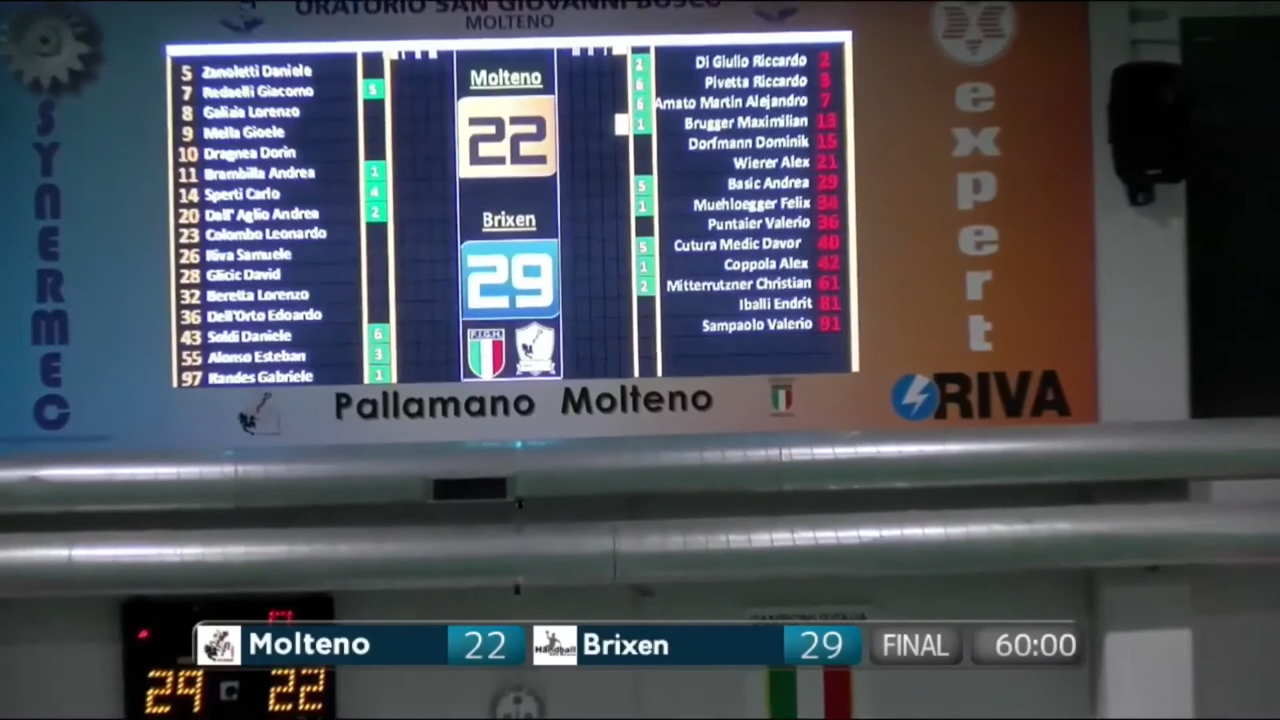 ORATORIO SAN GIOVANNI BOSCO
MOLTENO
SYNERMEC
expert
5 Zanoletti Daniele
7 Redaelli Giacomo 5
8 Galizia Lorenzo
9 Mella Gioele
10 Dragnea Dorin
11 Brambilla Andrea 1
14 Sperti Carlo 4
20 Dall' Aglio Andrea 2
23 Colombo Leonardo
26 Riva Samuele
28 Glicic David
32 Beretta Lorenzo
36 Dell'Orto Edoardo
43 Soldi Daniele 6
55 Alonso Esteban 3
97 Randes Gabriele 1
Molteno
22
Brixen
29
F.I.G.H.
2 Di Giulio Riccardo 2
6 Pivetta Riccardo 3
6 Amato Martin Alejandro 7
1 Brugger Maximilian 13
Dorfmann Dominik 15
Wierer Alex 21
5 Basic Andrea 29
1 Muehloegger Felix 34
Puntaier Valerio 36
5 Cutura Medic Davor 40
1 Coppola Alex 42
2 Mitterrutzner Christian 61
Iballi Endrit 81
Sampaolo Valerio 91
Pallamano Molteno
RIVA
Molteno 22 Handball Brixen 29 FINAL 60:00
29 22